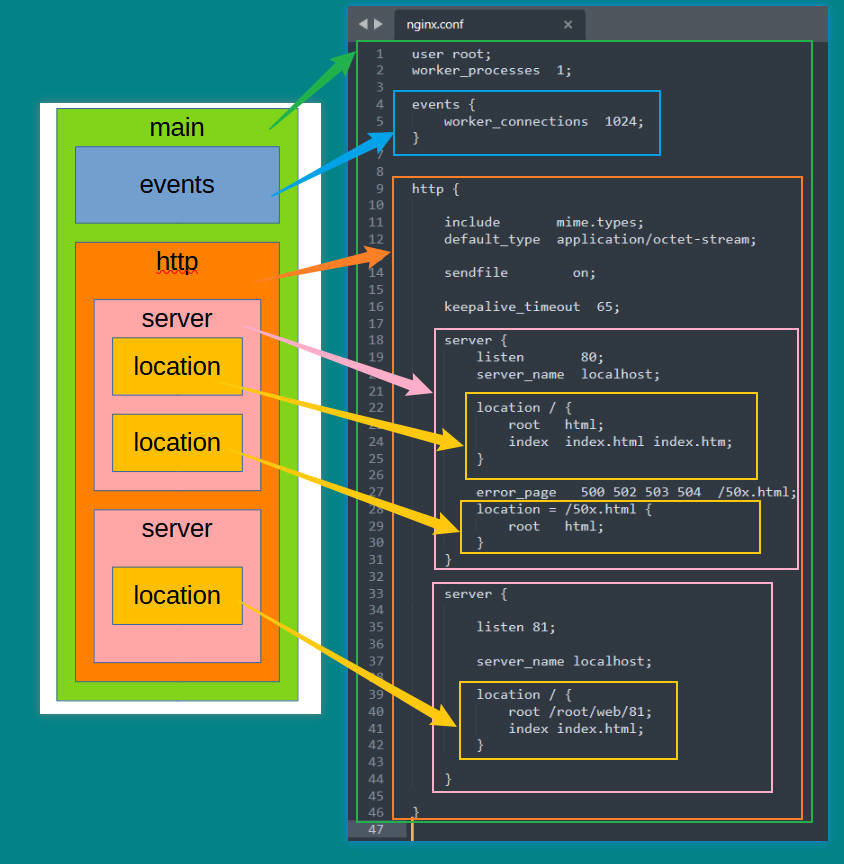 main
events
http
server
location
location
server
location
nginx.conf ×
1 user root;
2 worker_processes 1;
3
4 events {
5 worker_connections 1024;
6 }
7
8
9 http {
10
11 include mime.types;
12 default_type application/octet-stream;
14 sendfile on;
15
16 keepalive_timeout 65;
17
18 server {
19 listen 80;
server_name localhost;
21
22 location / {
23 root html;
24 index index.html index.htm;
25 }
26
27 error_page 500 502 503 504 /50x.html;
28 location = /50x.html {
29 root html;
30 }
31 }
32
33 server {
34
35 listen 81;
36
37 server_name localhost;
38
39 location / {
40 root /root/web/81;
41 index index.html;
42 }
43
44 }
45
46 }
47